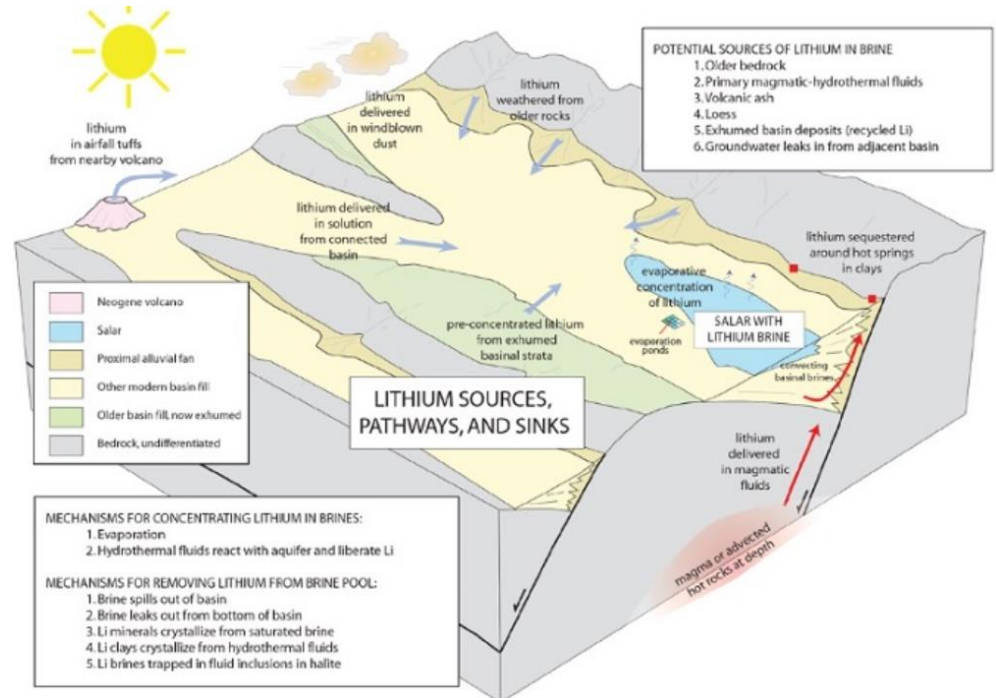 POTENTIAL SOURCES OF LITHIUM IN BRINE
1. Older bedrock
2. Primary magmatic-hydrothermal fluids
3. Volcanic ash
4. Loess
5. Exhumed basin deposits (recycled Li)
6. Groundwater leaks in from adjacent basin
lithium
in airfall tuffs
from nearby volcano
lithium
delivered
in windblown
dust
lithium
weathered from
older rocks
lithium delivered
in solution
from connected
basin
lithium sequestered
around hot springs
in clays
evaporative
concentration
of lithium
evaporation
ponds
SALAR WITH
LITHIUM BRINE
pre-concentrated lithium
from exhumed
basinal strata
convecting
basinal brines
lithium
delivered
in magmatic
fluids
magma or advected
hot rocks at depth
LITHIUM SOURCES,
PATHWAYS, AND SINKS
Neogene volcano
Salar
Proximal alluvial fan
Other modern basin fill
Older basin fill, now exhumed
Bedrock, undifferentiated
MECHANISMS FOR CONCENTRATING LITHIUM IN BRINES:
1. Evaporation
2. Hydrothermal fluids react with aquifer and liberate Li
MECHANISMS FOR REMOVING LITHIUM FROM BRINE POOL:
1. Brine spills out of basin
2. Brine leaks out from bottom of basin
3. Li minerals crystallize from saturated brine
4. Li clays crystallize from hydrothermal fluids
5. Li brines trapped in fluid inclusions in halite